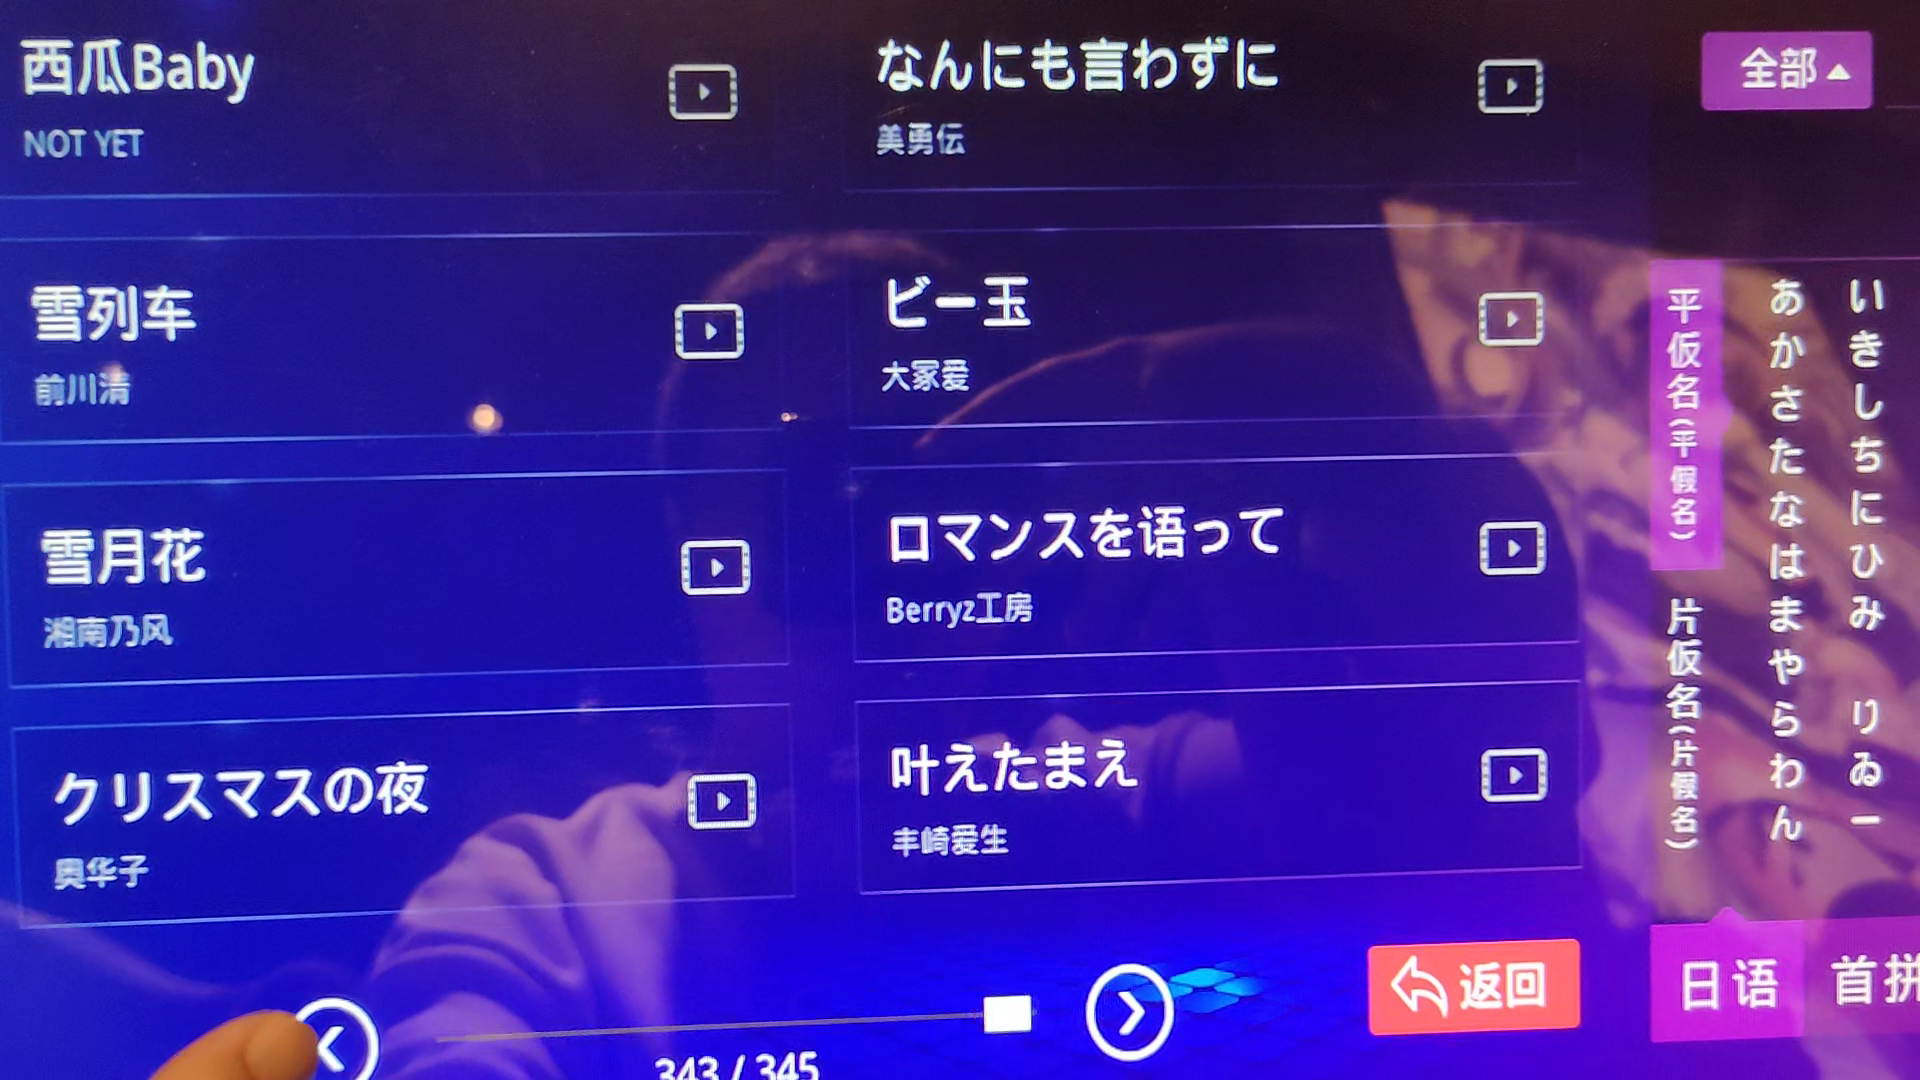 西瓜Baby
NOT YET
なんにも言わずに
美勇伝
雪列车
前川清
ビー玉
大冢爱
雪月花
湘南乃风
ロマンスを语って
Berryz工房
クリスマスの夜
奥华子
叶えたまえ
丰崎爱生
343 / 345
返回
全部
平仮名(平假名)
片仮名(片假名)
あかさたなはまやらわん
いきしちにひみ りゐー
日语
首拼